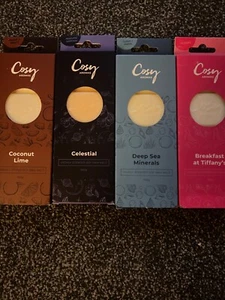 Cosy
Coconut
Lime
Cosy
Celestial
Cosy
Deep Sea
Minerals
Cosy
Breakfast
at Tiffany's